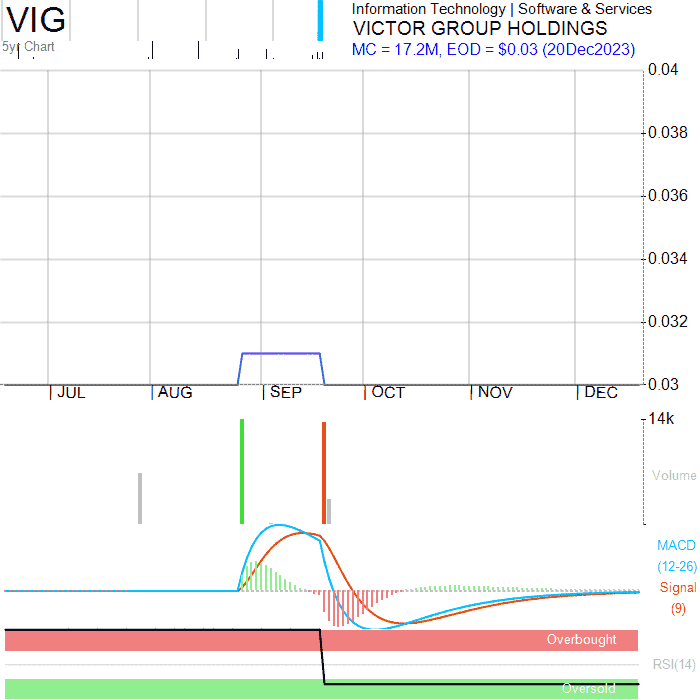 VIG
5yr Chart
Information Technology | Software & Services
VICTOR GROUP HOLDINGS
MC = 17.2M, EOD = $0.03 (20Dec2023)
0.04
0.038
0.036
0.034
0.032
0.03
JUL AUG SEP OCT NOV DEC
14k
Volume
MACD
(12-26)
Signal
(9)
Overbought
RSI(14)
Oversold